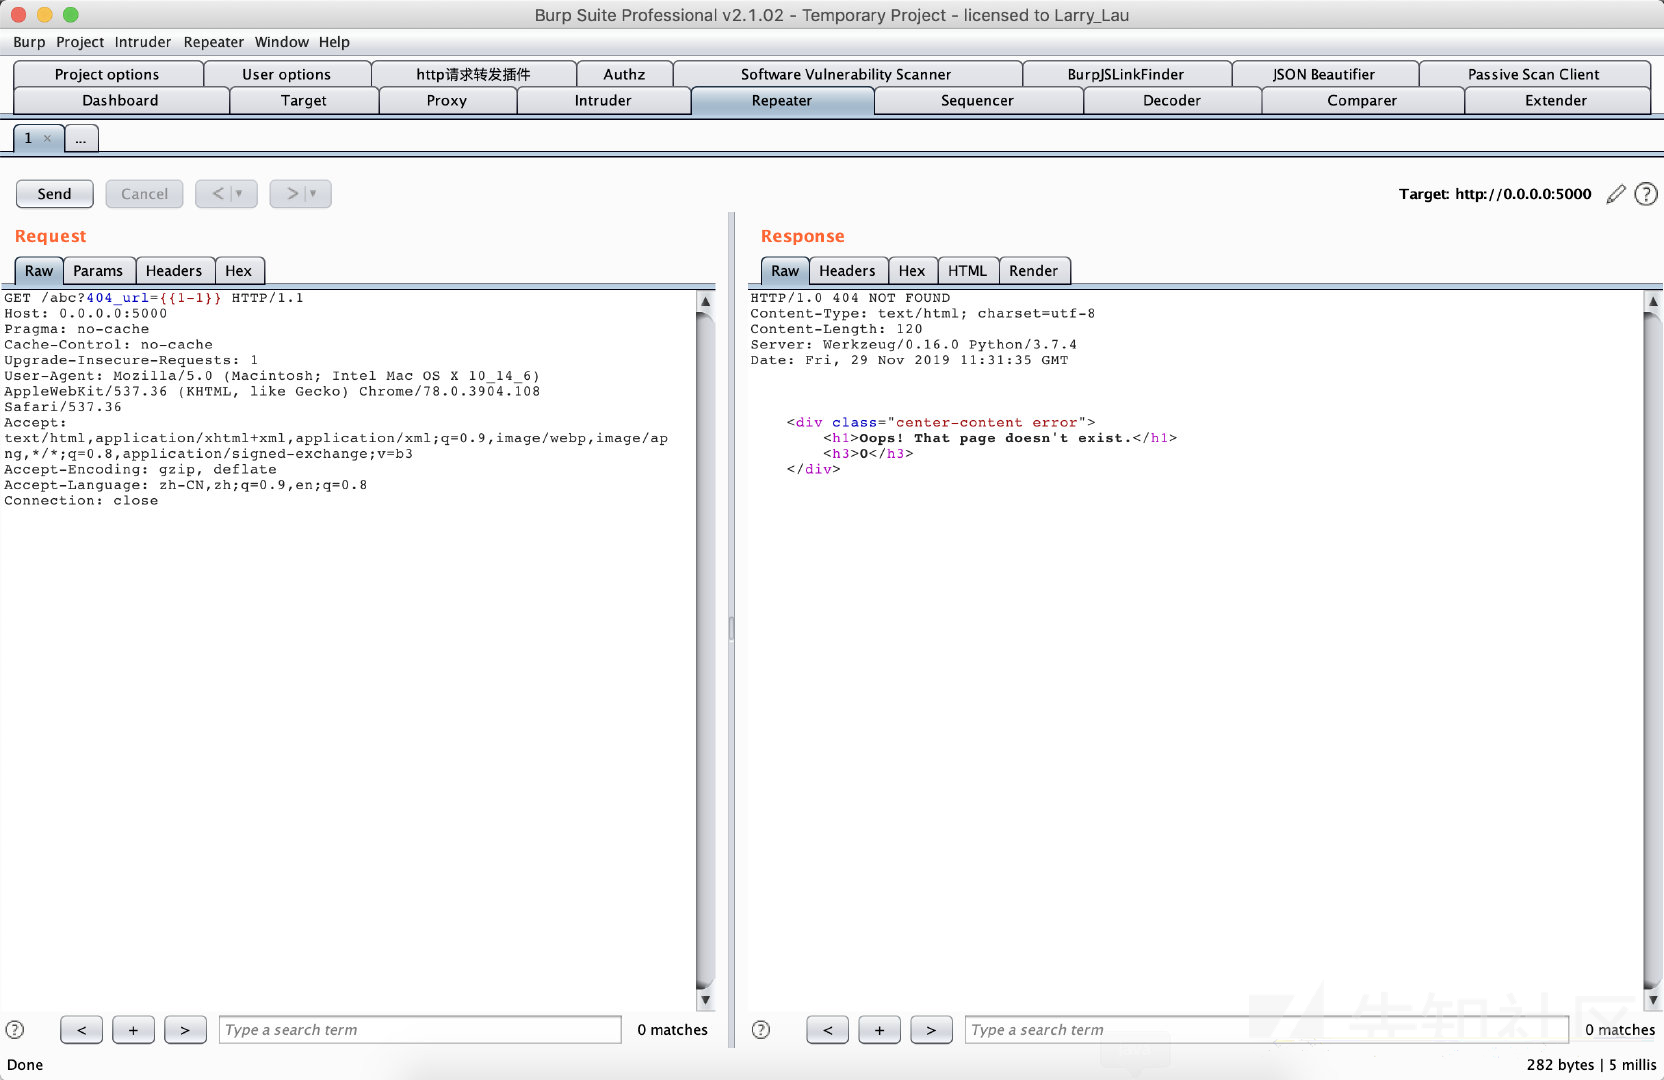 Burp Suite Professional v2.1.02 - Temporary Project - licensed to Larry_Lau
Burp Project Intruder Repeater Window Help
Project options User options http请求转发插件 Authz Software Vulnerability Scanner BurpJSLinkFinder JSON Beautifier Passive Scan Client
Dashboard Target Proxy Intruder Repeater Sequencer Decoder Comparer Extender
1 × ...
Send Cancel < | ▼ > | ▼ Target: http://0.0.0.0:5000 ?
Request
Raw Params Headers Hex
GET /abc?404_url={{1-1}} HTTP/1.1
Host: 0.0.0.0:5000
Pragma: no-cache
Cache-Control: no-cache
Upgrade-Insecure-Requests: 1
User-Agent: Mozilla/5.0 (Macintosh; Intel Mac OS X 10_14_6)
AppleWebKit/537.36 (KHTML, like Gecko) Chrome/78.0.3904.108
Safari/537.36
Accept:
text/html,application/xhtml+xml,application/xml;q=0.9,image/webp,image/ap
ng,*/*;q=0.8,application/signed-exchange;v=b3
Accept-Encoding: gzip, deflate
Accept-Language: zh-CN,zh;q=0.9,en;q=0.8
Connection: close
? < + > Type a search term 0 matches
Response
Raw Headers Hex HTML Render
HTTP/1.0 404 NOT FOUND
Content-Type: text/html; charset=utf-8
Content-Length: 120
Server: Werkzeug/0.16.0 Python/3.7.4
Date: Fri, 29 Nov 2019 11:31:35 GMT
<div class="center-content error">
<h1>Oops! That page doesn't exist.</h1>
<h3>0</h3>
</div>
? < + > Type a search term 0 matches
先知社区
Done 282 bytes | 5 millis